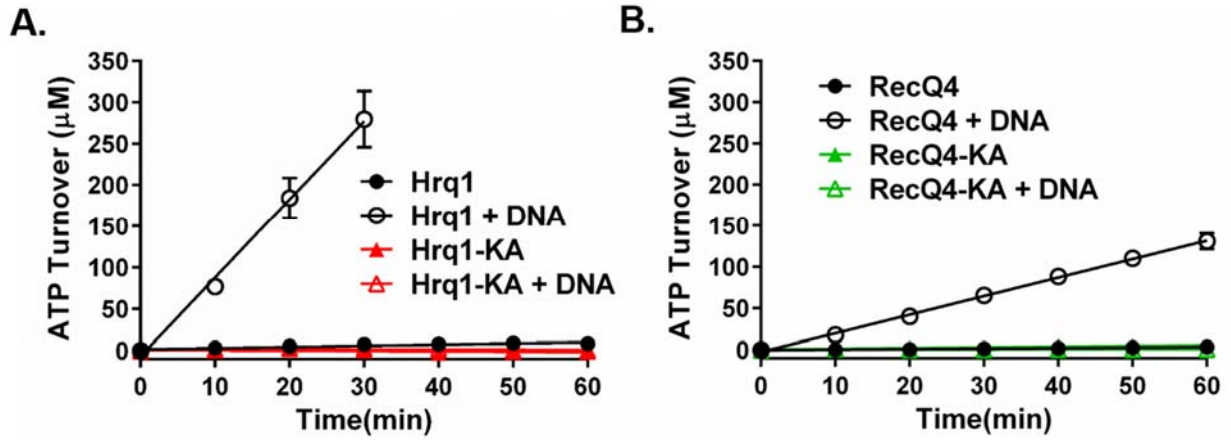 A.
ATP Turnover (μM)
350
300
250
200
150
100
50
0
0 10 20 30 40 50 60
Time(min)
Hrq1
Hrq1 + DNA
Hrq1-KA
Hrq1-KA + DNA
B.
ATP Turnover (μM)
350
300
250
200
150
100
50
0
0 10 20 30 40 50 60
Time(min)
RecQ4
RecQ4 + DNA
RecQ4-KA
RecQ4-KA + DNA